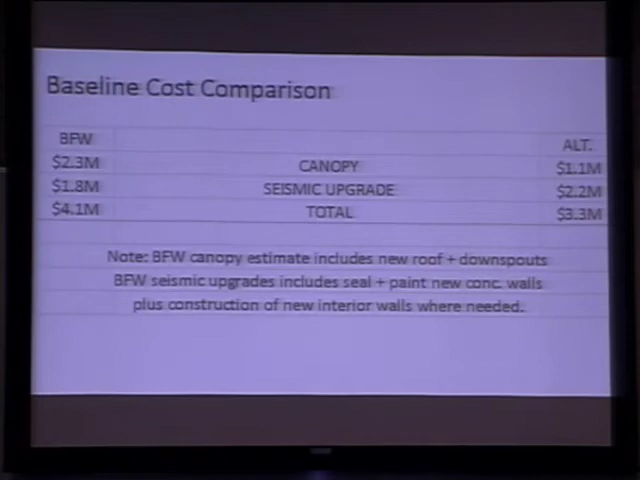 Baseline Cost Comparison
BFW ALT.
$2.3M CANOPY $1.1M
$1.8M SEISMIC UPGRADE $2.2M
$4.1M TOTAL $3.3M
Note: BFW canopy estimate includes new roof + downspouts
BFW seismic upgrades includes seal + paint new conc. walls
plus construction of new interior walls where needed.